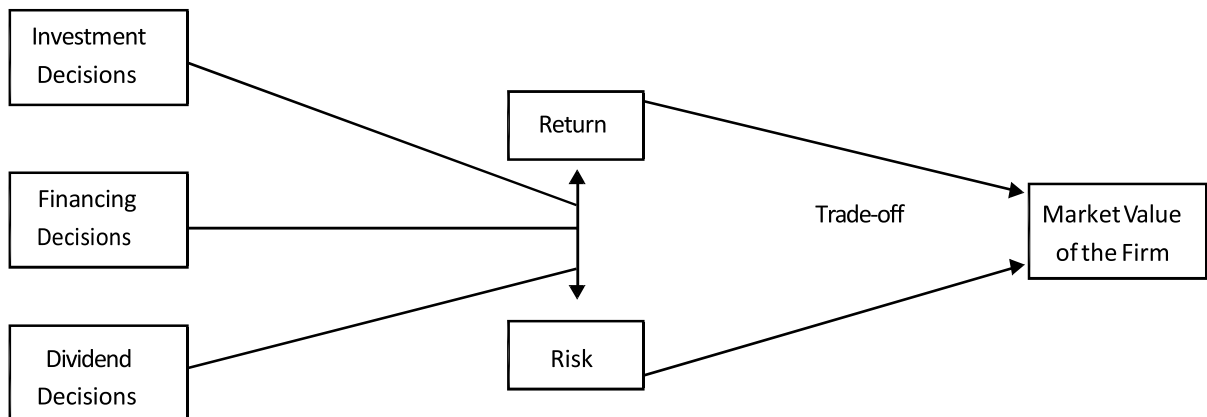 Investment
Decisions
Financing
Decisions
Dividend
Decisions
Return
Risk
Trade-off
Market Value
of the Firm